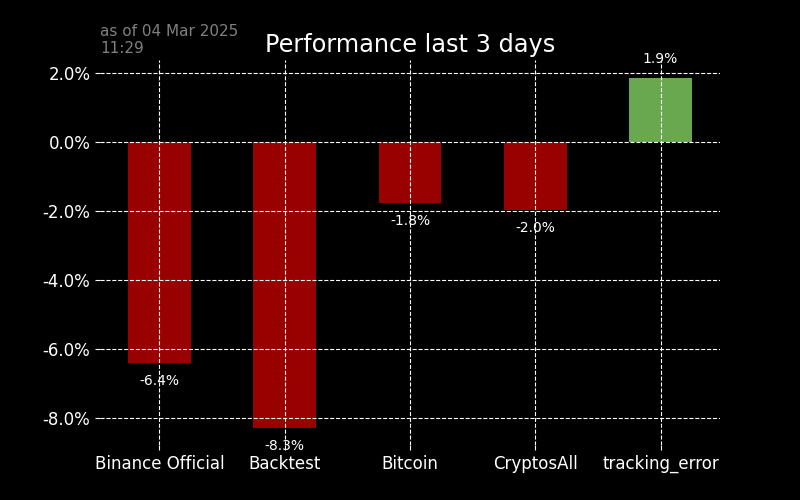 as of 04 Mar 2025
11:29
Performance last 3 days
1.9%
2.0%
0.0%
-2.0%
-4.0%
-6.0%
-8.0%
-6.4%
-8.3%
-1.8%
-2.0%
Binance Official
Backtest
Bitcoin
CryptosAll
tracking_error